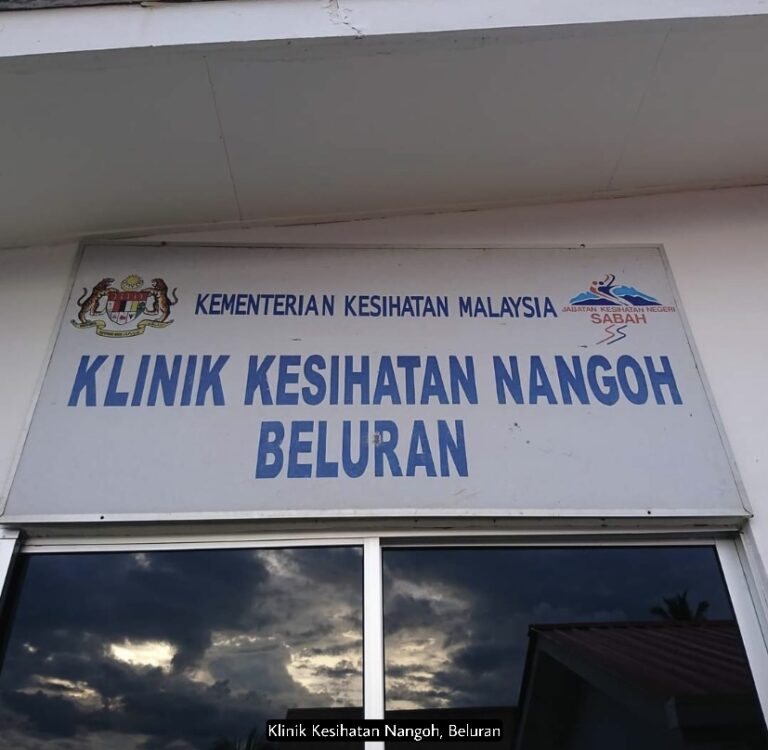 KEMENTERIAN KESIHATAN MALAYSIA
JABATAN KESIHATAN NEGERI
SABAH
KLINIK KESIHATAN NANGOH
BELURAN
Klinik Kesihatan Nangoh, Beluran